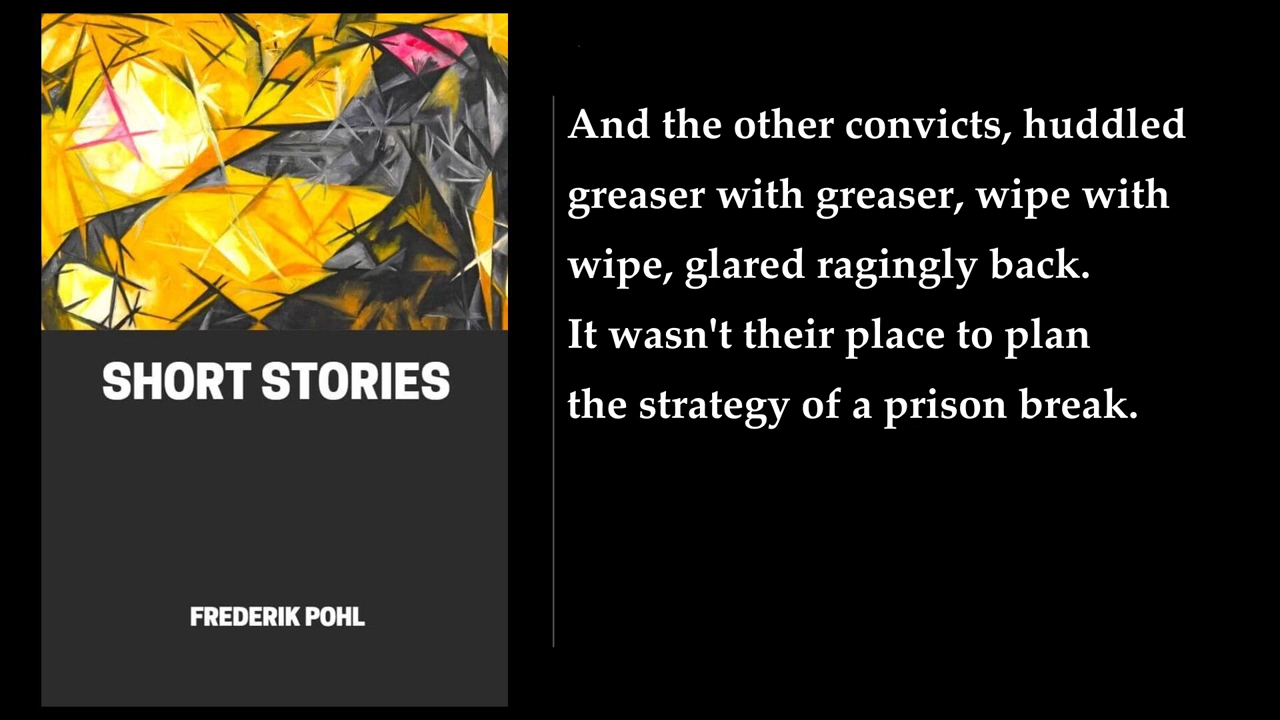 SHORT STORIES
FREDERIK POHL
And the other convicts, huddled
greaser with greaser, wipe with
wipe, glared ragingly back.
It wasn't their place to plan
the strategy of a prison break.